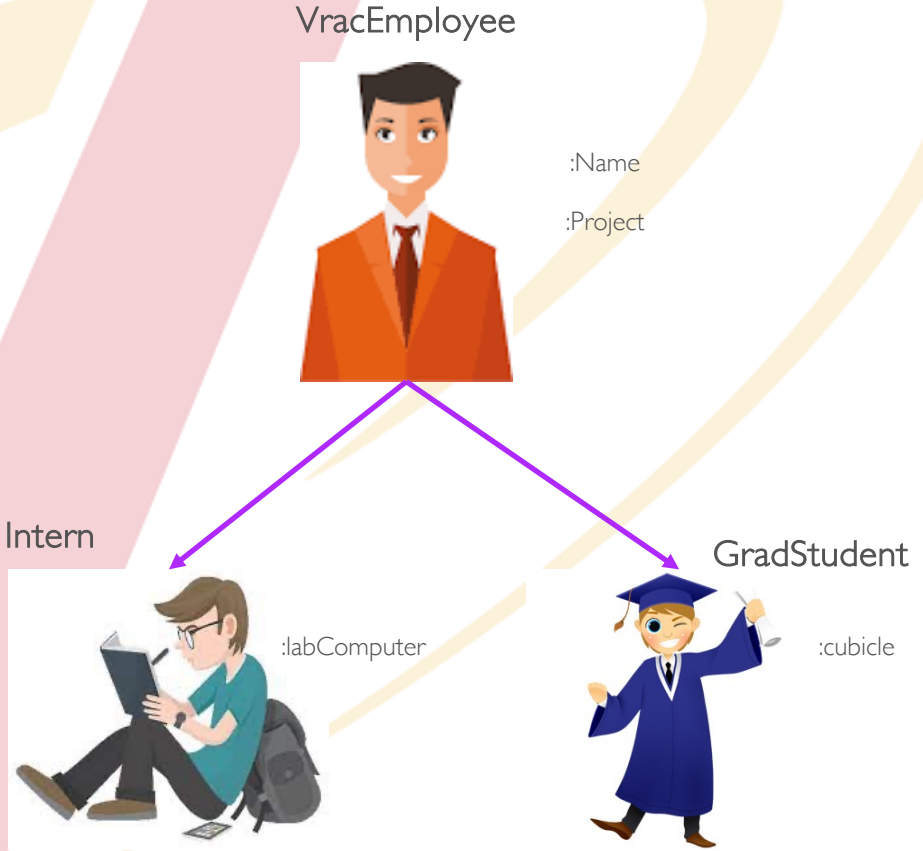 VracEmployee
:Name
:Project
Intern
GradStudent
:labComputer
:cubicle